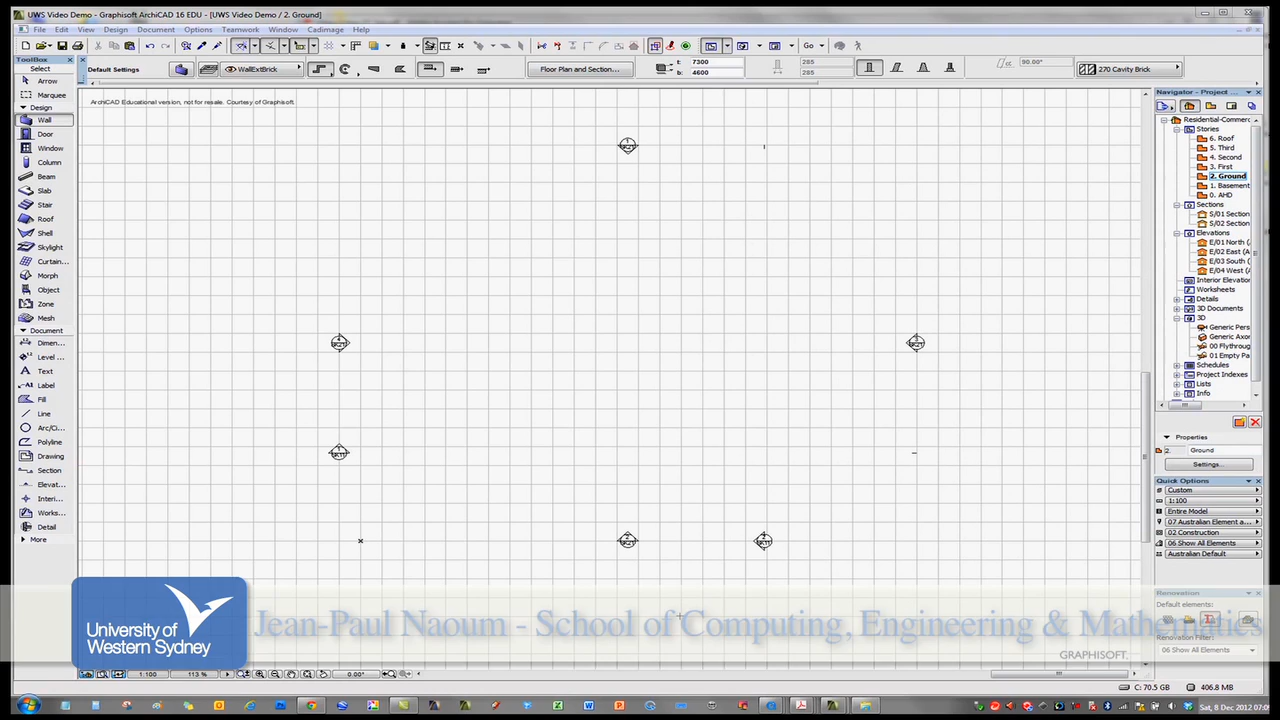 UWS Video Demo - Graphisoft ArchiCAD 16 EDU - [UWS Video Demo / 2. Ground]
File Edit View Design Document Options Teamwork Window Cadimage Help
Go
ToolBox
Select
Default Settings
WallExtBrick
Floor Plan and Section...
t: 7300
b: 4600
285
285
90.00°
270 Cavity Brick
ArchiCAD Educational version, not for resale. Courtesy of Graphisoft.
Arrow
Marquee
Design
Wall
Door
Window
Column
Beam
Slab
Stair
Roof
Shell
Skylight
Curtain...
Morph
Object
Zone
Mesh
Document
Dimen...
Level ...
Text
Label
Fill
Line
Arc/Ci...
Polyline
Drawing
Section
Elevat...
Interi...
Works...
Detail
More
Navigator - Project ...
Residential-Commerc
Stories
6. Roof
5. Third
4. Second
3. First
2. Ground
1. Basement
0. AHD
Sections
S/01 Section
S/02 Section
Elevations
E/01 North (A
E/02 East (A
E/03 South (
E/04 West (A
Interior Elevation
Worksheets
Details
3D Documents
3D
Generic Pers
Generic Axon
00 Flythroug
01 Empty Pa
Schedules
Project Indexes
Lists
Info
Properties
2. Ground
Settings...
Quick Options
Custom
1:100
Entire Model
07 Australian Element a...
02 Construction
06 Show All Elements
Australian Default
Renovation
Default elements:
Renovation Filter:
06 Show All Elements
University of
Western Sydney
- School of Computing, Engineering & Mathematics
GRAPHISOFT.
1:100 113 % 0.00°
C: 70.5 GB 406.8 MB
Sat, 8 Dec 2012